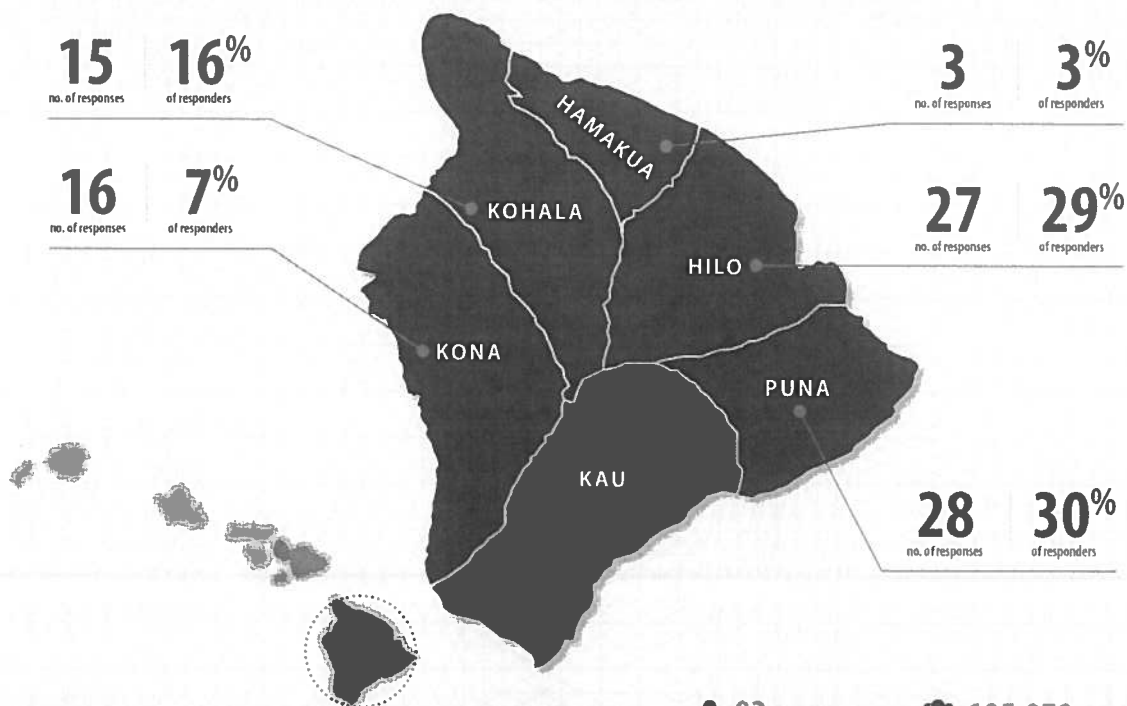 15 16%
no. of responses of responders
3 3%
no. of responses of responders
HAMAKUA
16 7%
no. of responses of responders
KOHALA
27 29%
no. of responses of responders
HILO
KONA
PUNA
KAU
28 30%
no. of responses of responders